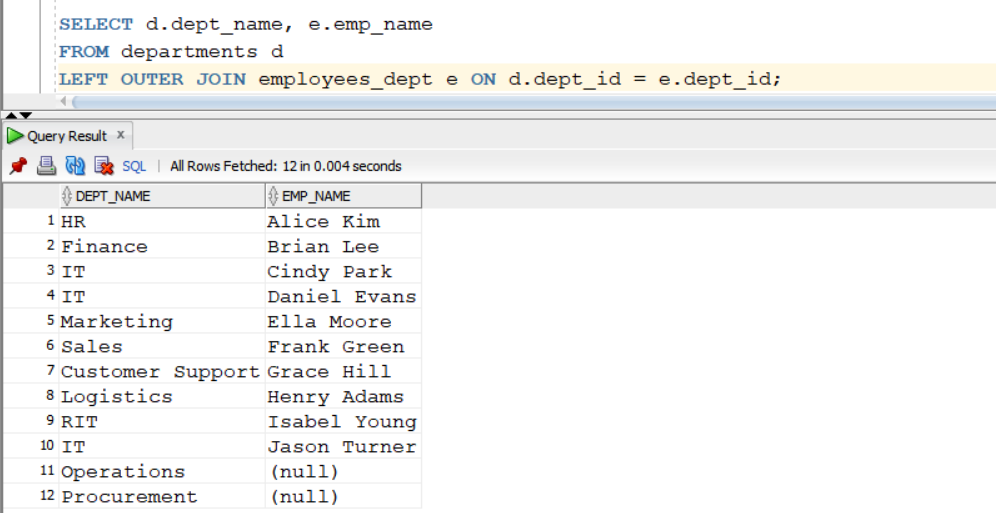 SELECT d.dept_name, e.emp_name
FROM departments d
LEFT OUTER JOIN employees_dept e ON d.dept_id = e.dept_id;
Query Result x
SQL | All Rows Fetched: 12 in 0.004 seconds
DEPT_NAME EMP_NAME
1 HR Alice Kim
2 Finance Brian Lee
3 IT Cindy Park
4 IT Daniel Evans
5 Marketing Ella Moore
6 Sales Frank Green
7 Customer Support Grace Hill
8 Logistics Henry Adams
9 RIT Isabel Young
10 IT Jason Turner
11 Operations (null)
12 Procurement (null)